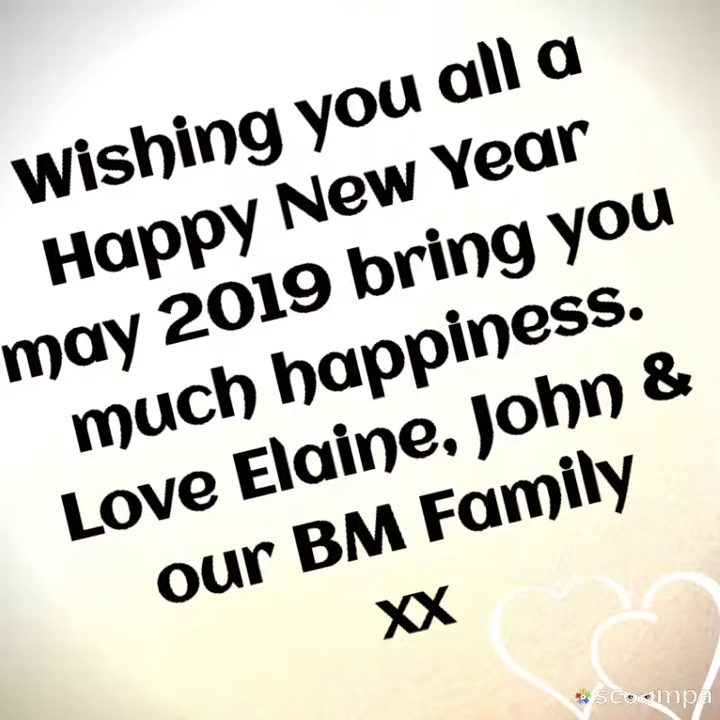 Wishing you all a
Happy New Year
may 2019 bring you
much happiness.
Love Elaine, John &
our BM Family
xx
scoompa